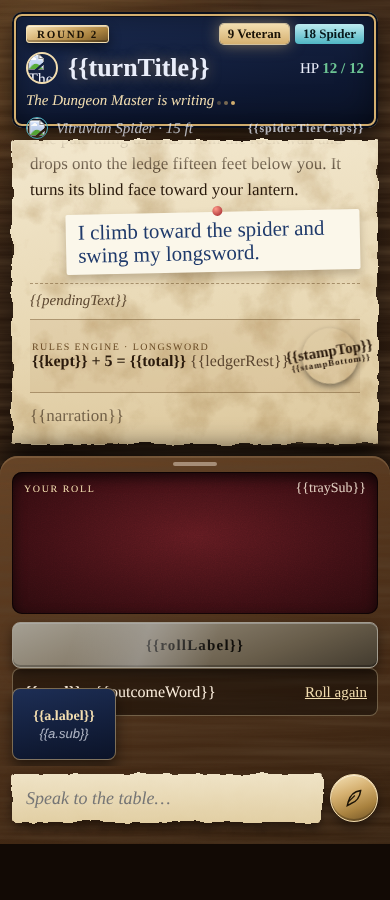 ROUND 2
9 Veteran
18 Spider
The
{{turnTitle}}
HP 12 / 12
The Dungeon Master is writing
Vitruvian Spider · 15 ft
{{spiderTierCaps}}
drops onto the ledge fifteen feet below you. It
turns its blind face toward your lantern.
I climb toward the spider and
swing my longsword.
{{pendingText}}
RULES ENGINE · LONGSWORD
{{kept}} + 5 = {{total}} {{ledgerRest}}
{{stampTop}}
{{stampBottom}}
{{narration}}
YOUR ROLL
{{traySub}}
{{rollLabel}}
{{outcomeWord}}
Roll again
{{a.label}}
{{a.sub}}
Speak to the table…